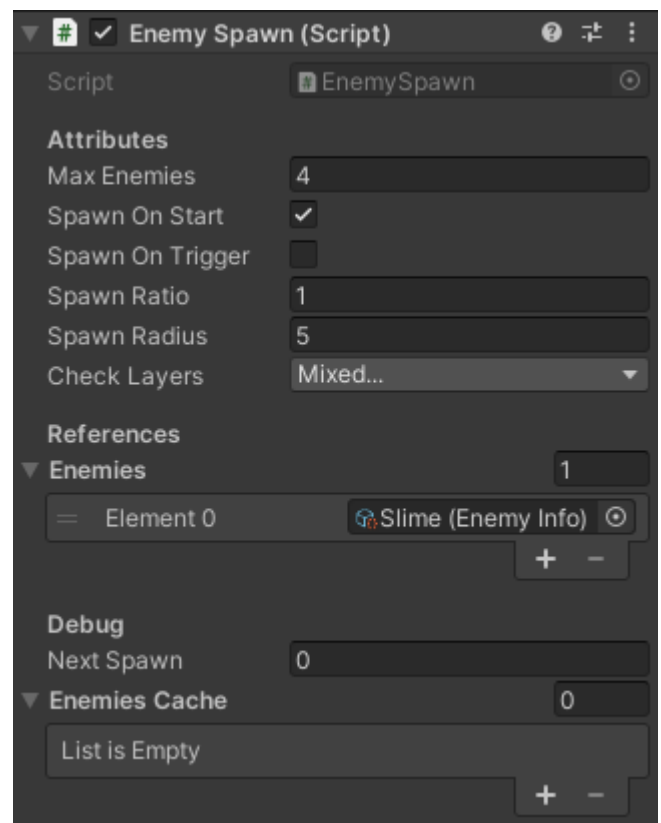 Enemy Spawn (Script)
Script EnemySpawn
Attributes
Max Enemies 4
Spawn On Start
Spawn On Trigger
Spawn Ratio 1
Spawn Radius 5
Check Layers Mixed...
References
Enemies 1
Element 0 Slime (Enemy Info)
Debug
Next Spawn 0
Enemies Cache 0
List is Empty